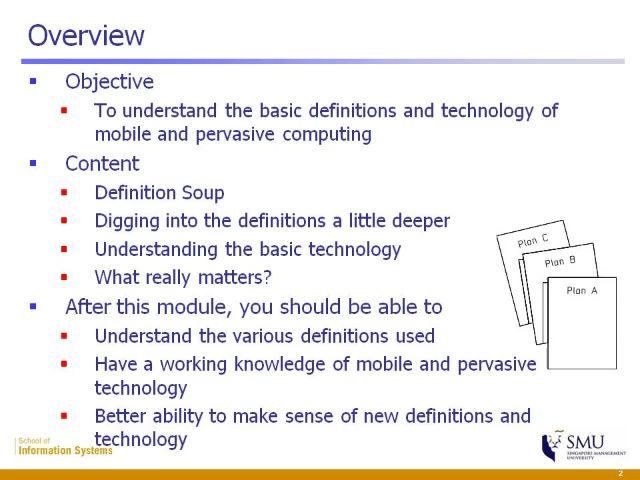 Overview
Objective
To understand the basic definitions and technology of
mobile and pervasive computing
Content
Definition Soup
Digging into the definitions a little deeper
Understanding the basic technology
What really matters?
Plan C
Plan B
Plan A
After this module, you should be able to
Understand the various definitions used
Have a working knowledge of mobile and pervasive
technology
Better ability to make sense of new definitions and
technology
School of
Information Systems
SMU
SINGAPORE MANAGEMENT
UNIVERSITY
2